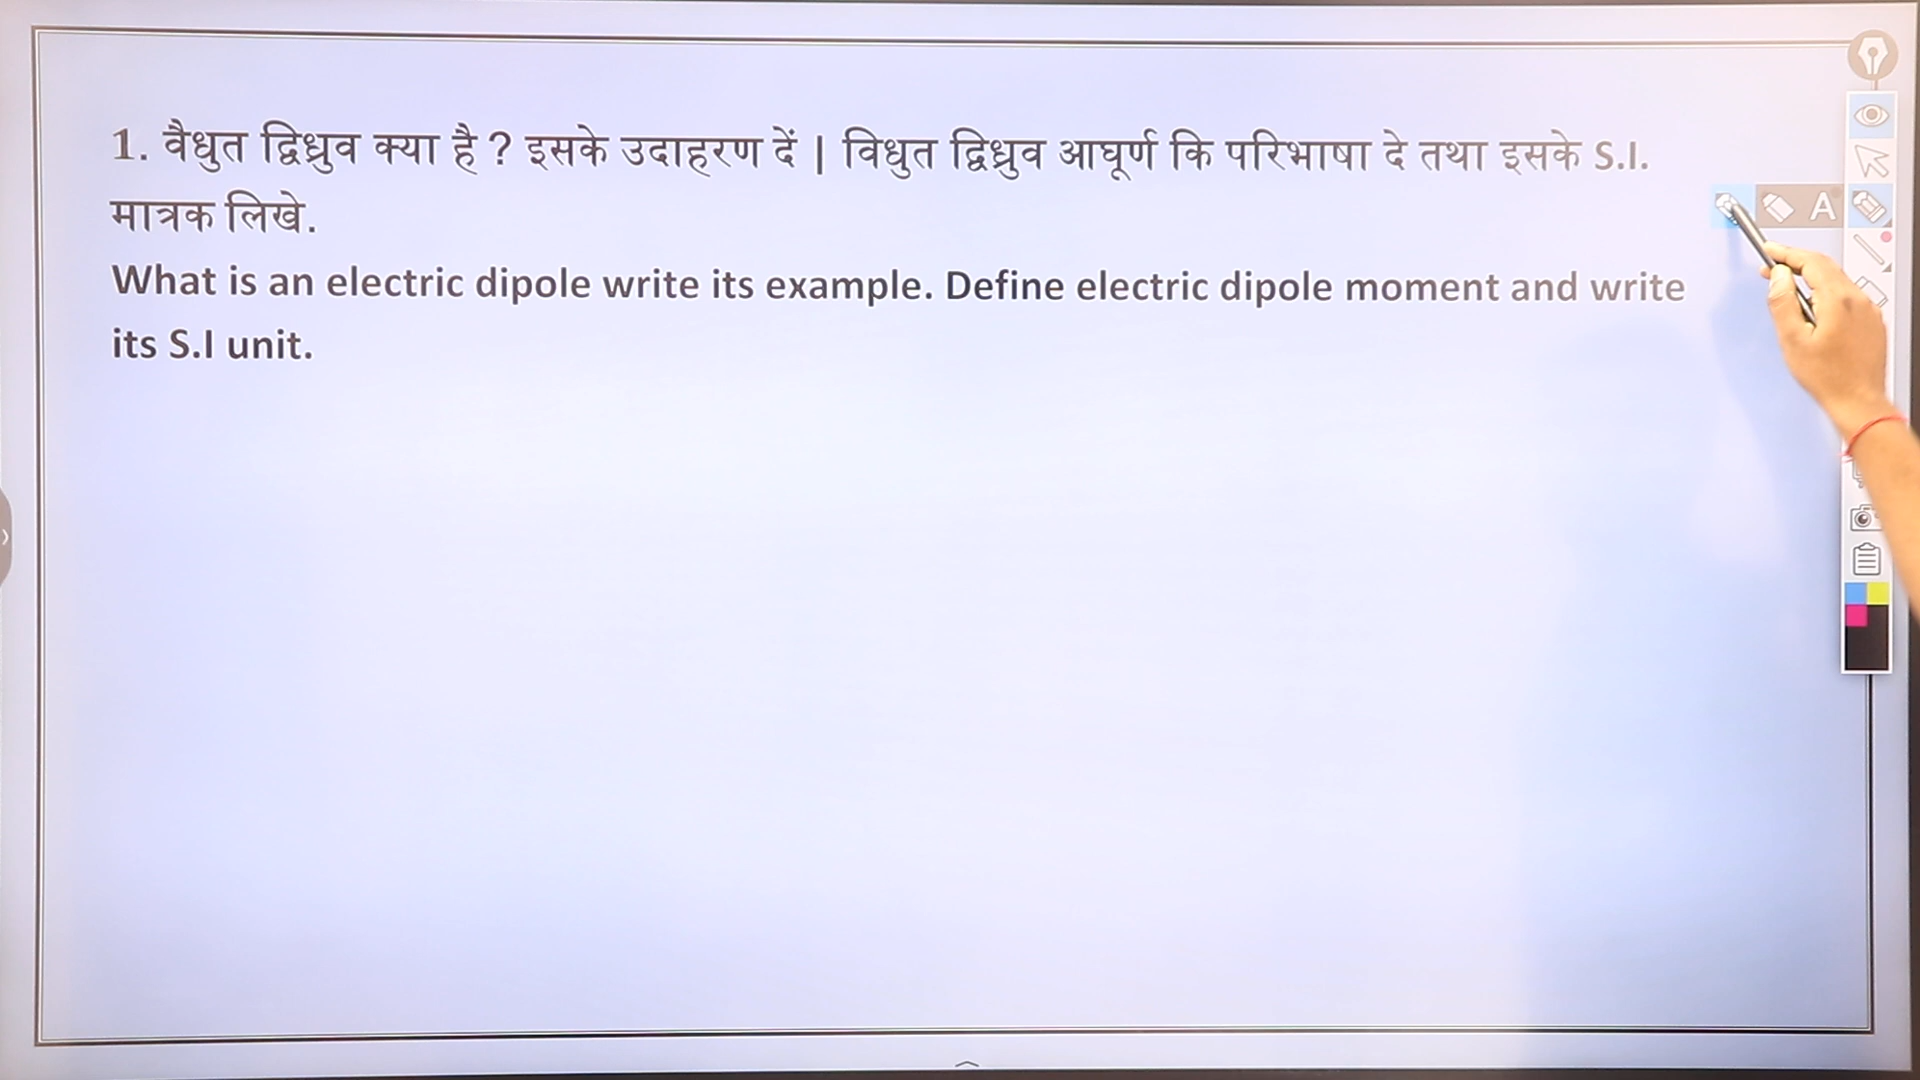 1. वैधुत द्विध्रुव क्या है ? इसके उदाहरण दें | विधुत द्विध्रुव आघूर्ण कि परिभाषा दे तथा इसके S.I.
मात्रक लिखे.
What is an electric dipole write its example. Define electric dipole moment and write
its S.I unit.
A